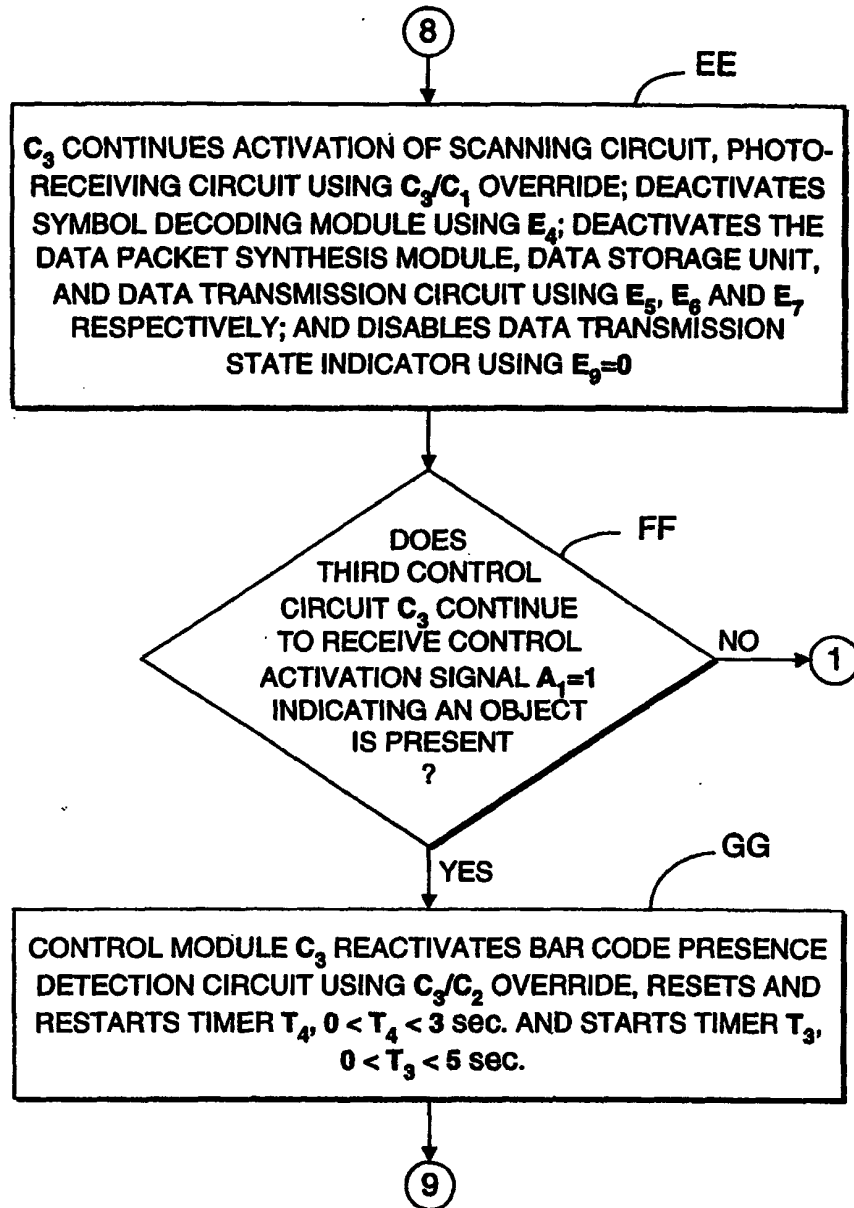 8
EE
C₃ CONTINUES ACTIVATION OF SCANNING CIRCUIT, PHOTO-
RECEIVING CIRCUIT USING C₃/C₁ OVERRIDE; DEACTIVATES
SYMBOL DECODING MODULE USING E₄; DEACTIVATES THE
DATA PACKET SYNTHESIS MODULE, DATA STORAGE UNIT,
AND DATA TRANSMISSION CIRCUIT USING E₅, E₆ AND E₇
RESPECTIVELY; AND DISABLES DATA TRANSMISSION
STATE INDICATOR USING E₉=0
FF
DOES
THIRD CONTROL
CIRCUIT C₃ CONTINUE
TO RECEIVE CONTROL
ACTIVATION SIGNAL A₁=1
INDICATING AN OBJECT
IS PRESENT
?
NO
1
YES
GG
CONTROL MODULE C₃ REACTIVATES BAR CODE PRESENCE
DETECTION CIRCUIT USING C₃/C₂ OVERRIDE, RESETS AND
RESTARTS TIMER T₄, 0 < T₄ < 3 sec. AND STARTS TIMER T₃,
0 < T₃ < 5 sec.
9